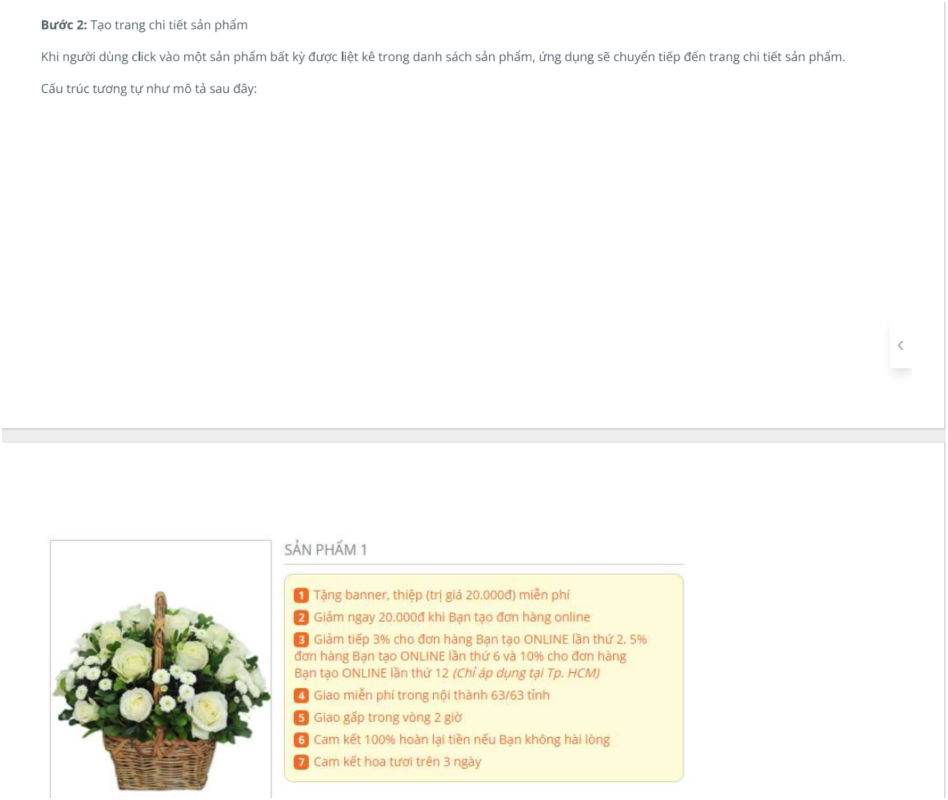 Bước 2: Tạo trang chi tiết sản phẩm
Khi người dùng click vào một sản phẩm bất kỳ được liệt kê trong danh sách sản phẩm, ứng dụng sẽ chuyển tiếp đến trang chi tiết sản phẩm.
Cấu trúc tương tự như mô tả sau đây:
SẢN PHẨM 1
1 Tặng banner, thiệp (trị giá 20.000đ) miễn phí
2 Giảm ngay 20.000đ khi Bạn tạo đơn hàng online
3 Giảm tiếp 3% cho đơn hàng Bạn tạo ONLINE lần thứ 2, 5%
đơn hàng Bạn tạo ONLINE lần thứ 6 và 10% cho đơn hàng
Bạn tạo ONLINE lần thứ 12 (Chỉ áp dụng tại Tp. HCM)
4 Giao miễn phí trong nội thành 63/63 tỉnh
5 Giao gấp trong vòng 2 giờ
6 Cam kết 100% hoàn lại tiền nếu Bạn không hài lòng
7 Cam kết hoa tươi trên 3 ngày